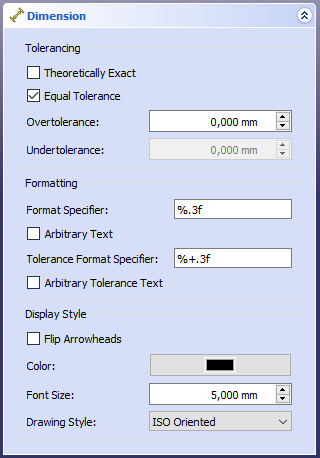 Dimension
Tolerancing
Theoretically Exact
Equal Tolerance
Overtolerance: 0,000 mm
Undertolerance: 0,000 mm
Formatting
Format Specifier: %.3f
Arbitrary Text
Tolerance Format Specifier: %+.3f
Arbitrary Tolerance Text
Display Style
Flip Arrowheads
Color:
Font Size: 5,000 mm
Drawing Style: ISO Oriented